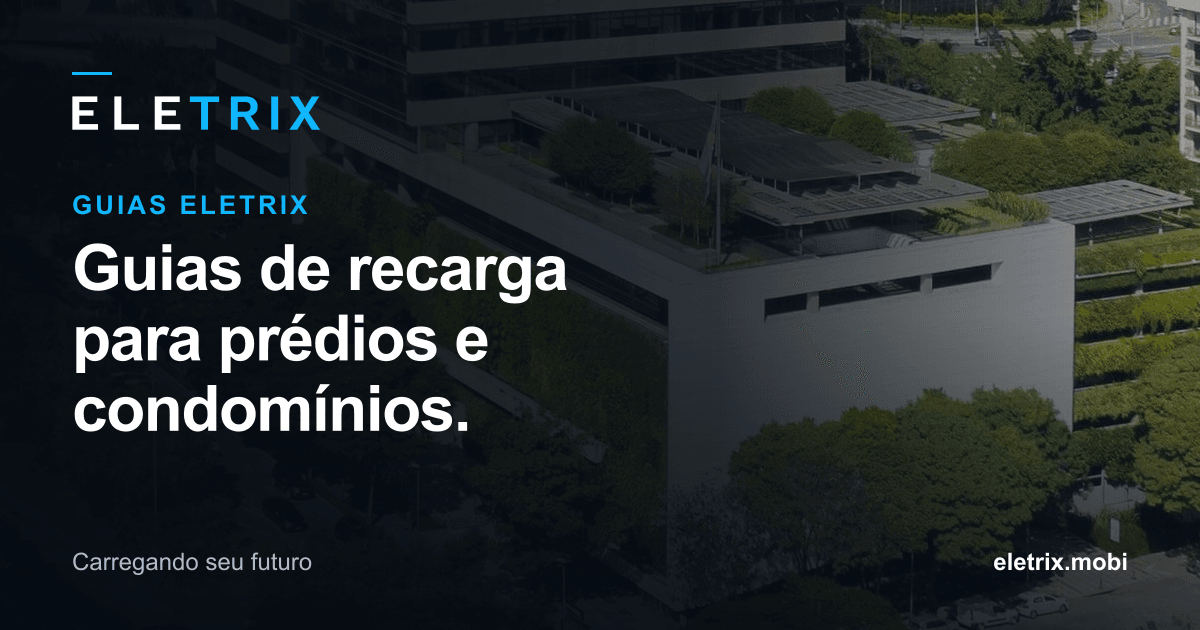 ELETRIX
GUIAS ELETRIX
Guias de recarga
para prédios e
condomínios.
Carregando seu futuro
eletrix.mobi